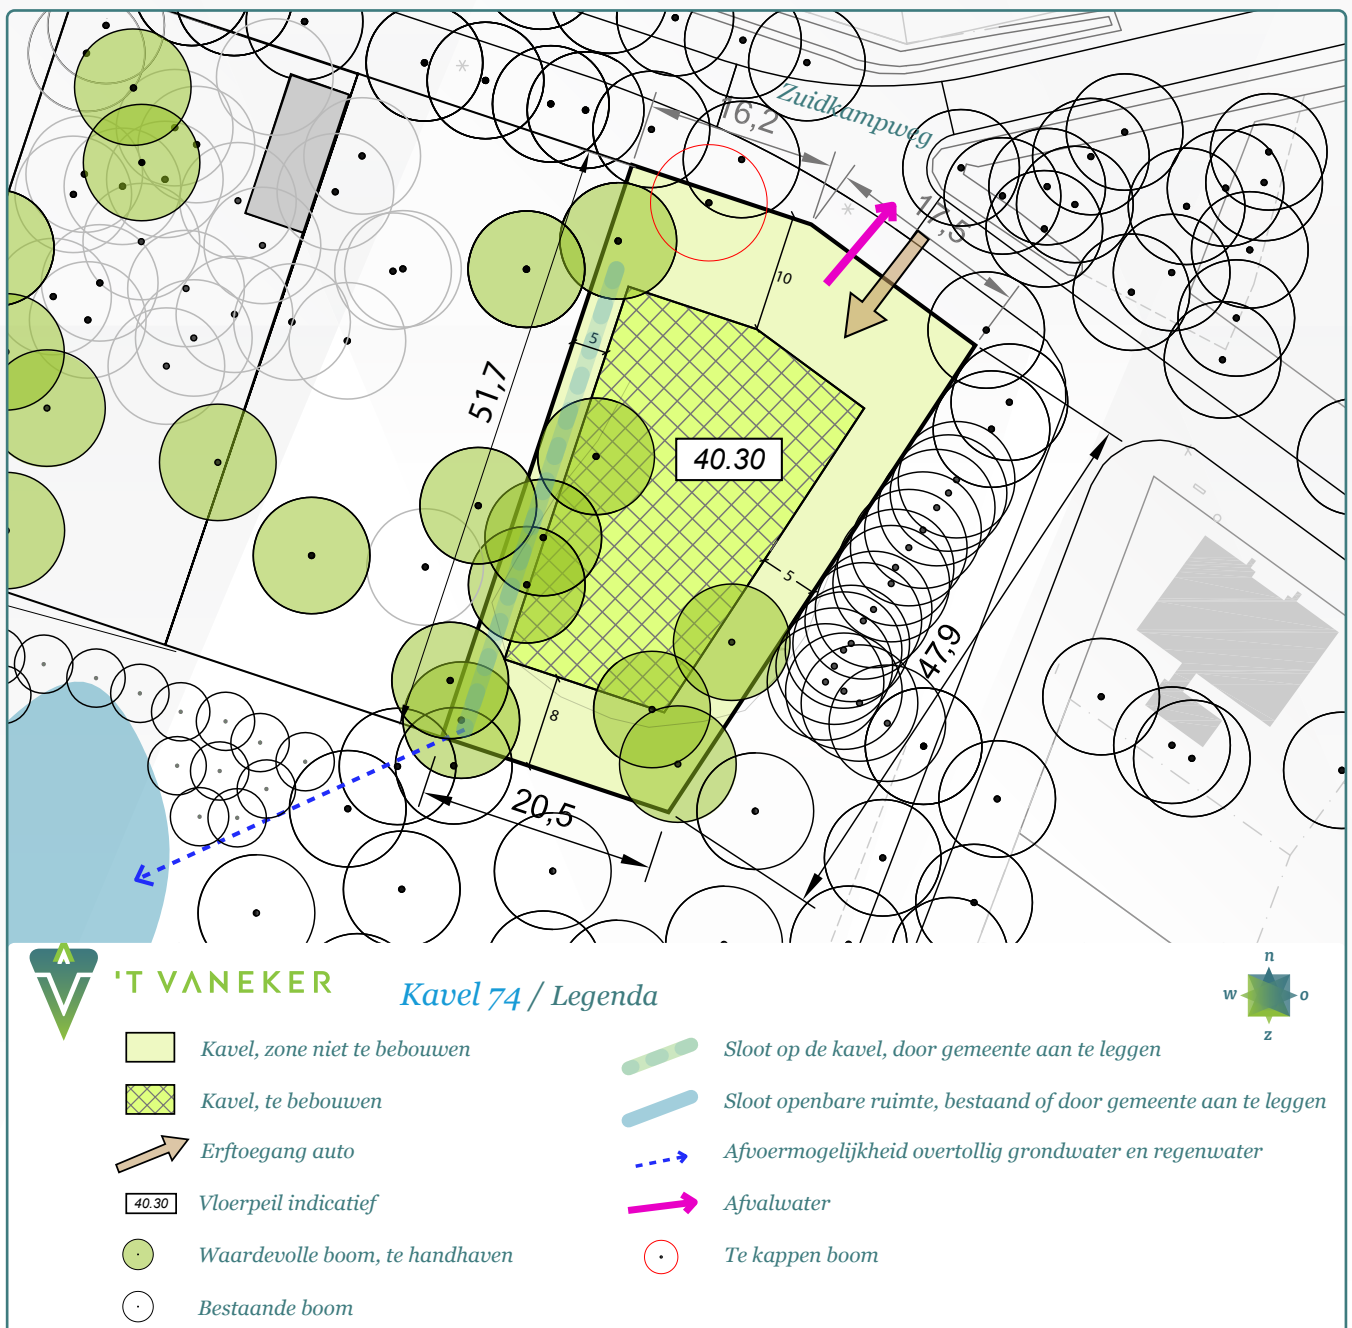 Zuidkampweg
16,2
17,5
10
5
51,7
40.30
5
47,9
8
20,5
'T VANEKER
Kavel 74 / Legenda
n
w o
z
Kavel, zone niet te bebouwen
Kavel, te bebouwen
Erftoegang auto
40.30 Vloerpeil indicatief
Waardevolle boom, te handhaven
Bestaande boom
Sloot op de kavel, door gemeente aan te leggen
Sloot openbare ruimte, bestaand of door gemeente aan te leggen
Afvoermogelijkheid overtollig grondwater en regenwater
Afvalwater
Te kappen boom